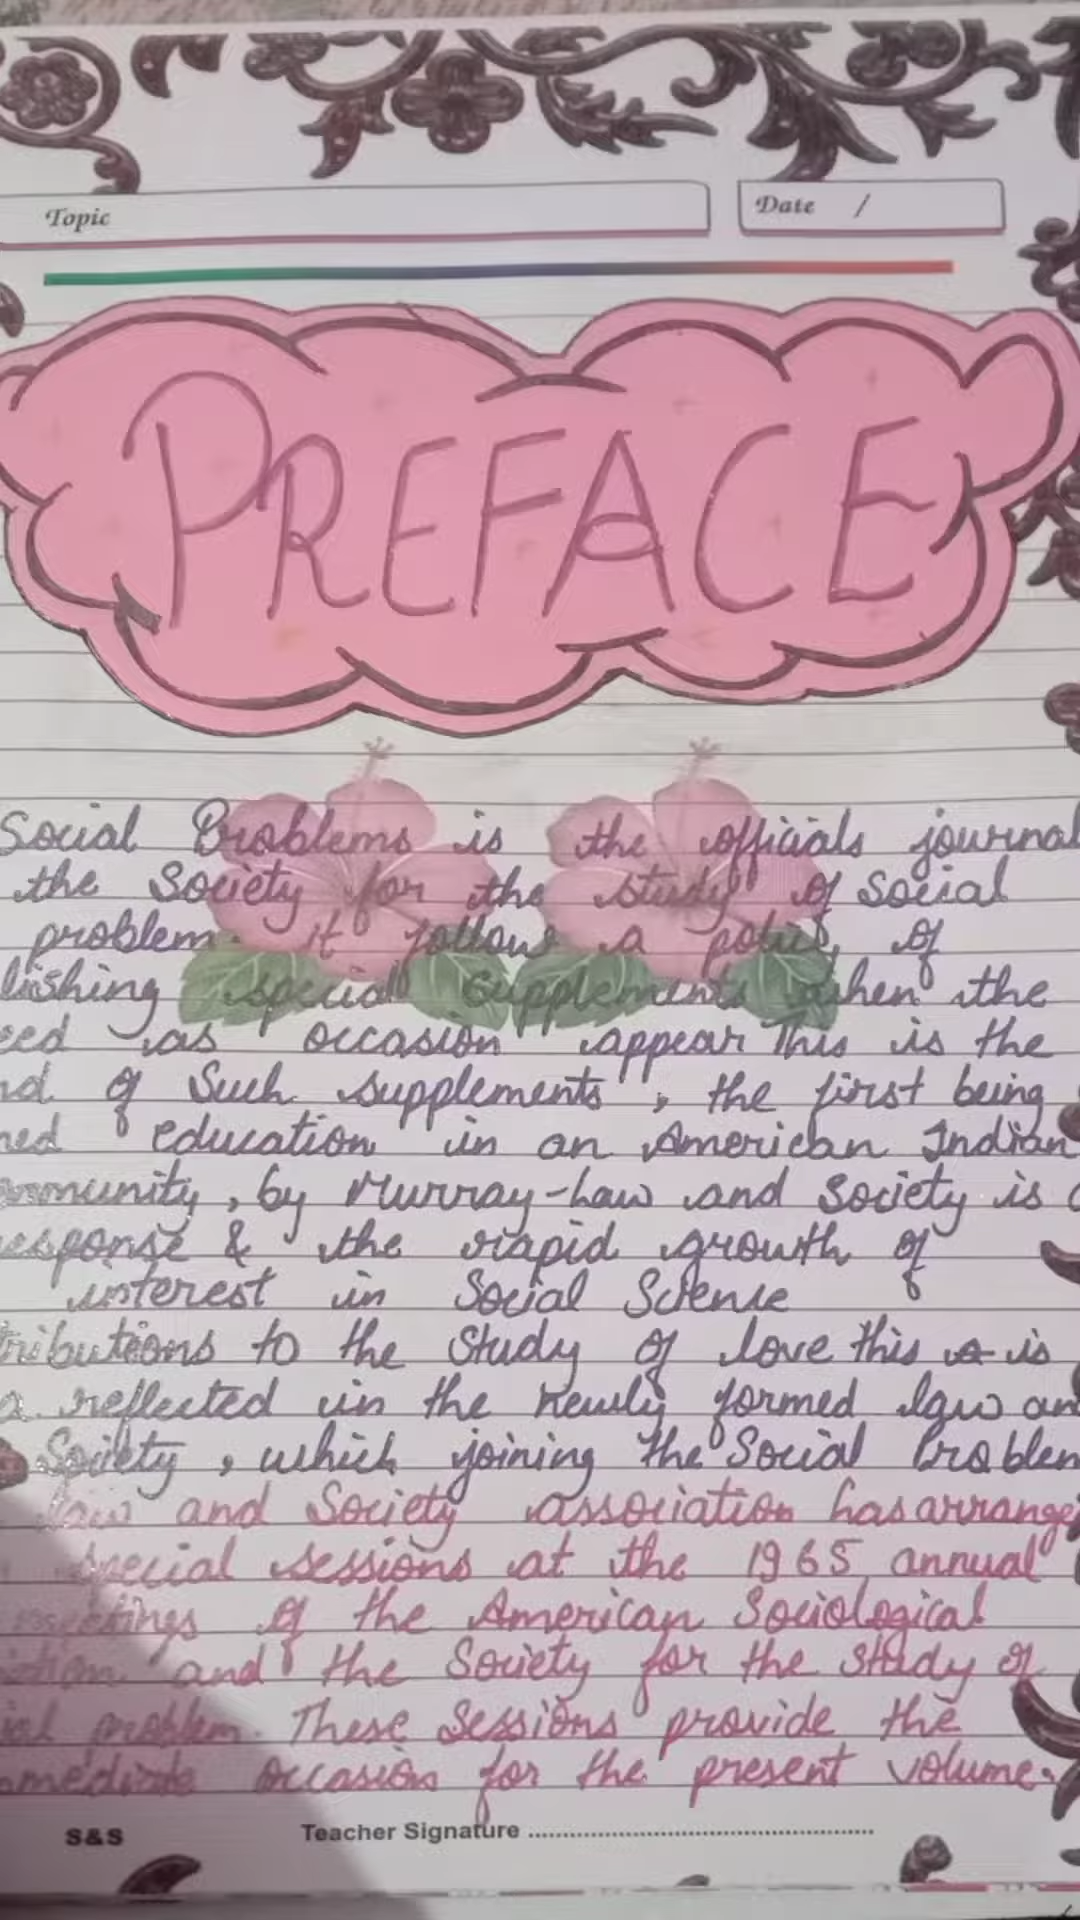 Topic
Date /
PREFACE
Social Problems is the officials journal
the Society for the study of Social
problem. it follows a policy of
lishing special Supplements when the
eed as occasion appear This is the
nd of Such supplements, the first being
ned education in an American Indian
mmunity, by Murray-Law and Society is
esponse & the rapid growth of
interest in Social Science
tributions to the Study of love this is
a reflected in the newly formed law an
Society, which joining the Social Problem
law and Society association has arrange
special sessions at the 1965 annual
meetings of the American Sociological
iation and the Society for the study of
ial problem. These Sessions provide the
mmediate occasion for the present volume.
S&S
Teacher Signature